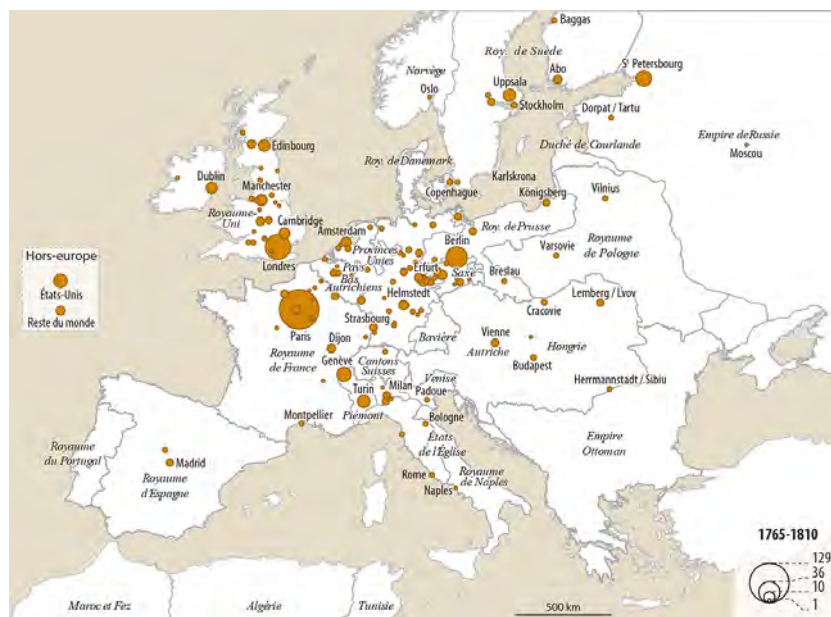 Baggas
Roy. de Suède
Norvège
Oslo
Abo
St Petersbourg
Uppsala
Stockholm
Dorpat / Tartu
Duché de Courlande
Empire de Russie
Moscou
Edinbourg
Roy. de Danemark
Karlskrona
Copenhague
Königsberg
Vilnius
Dublin
Manchester
Royaume-
Uni
Cambridge
Amsterdam
Roy. de Prusse
Berlin
Provinces
Unies
Varsovie
Royaume
de Pologne
Hors-europe
États-Unis
Reste du monde
Londres
Pays
Bas
Autrichiens
Erfurt
Saxe
Breslau
Helmstedt
Lemberg / Lvov
Cracovie
Paris
Strasbourg
Bavière
Vienne
Autriche
Hongrie
Budapest
Dijon
Royaume
de France
Genève
Cantons
Suisses
Herrmannstadt / Sibiu
Turin
Milan
Venise
Padoue
Piémont
Montpellier
Bologne
États
de l'Église
Empire
Ottoman
Royaume
du Portugal
Madrid
Royaume
d'Espagne
Rome
Royaume
de Naples
Naples
1765-1810
129
36
10
1
Maroc et Fez
Algérie
Tunisie
500 km